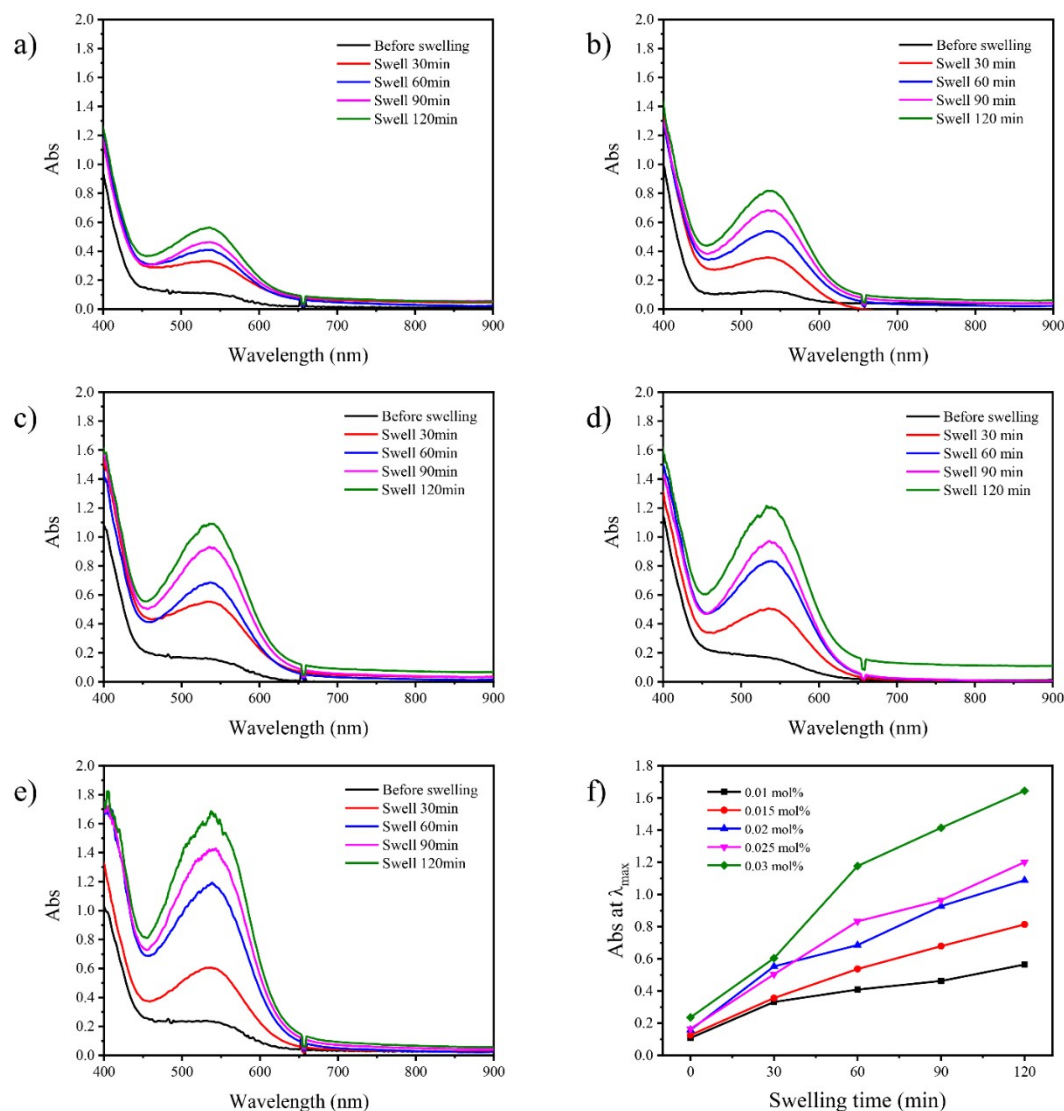 a)
2.0
1.8
1.6
1.4
1.2
1.0
0.8
0.6
0.4
0.2
0.0
Abs
Before swelling
Swell 30min
Swell 60min
Swell 90min
Swell 120min
400 500 600 700 800 900
Wavelength (nm)
b)
2.0
1.8
1.6
1.4
1.2
1.0
0.8
0.6
0.4
0.2
0.0
Abs
Before swelling
Swell 30 min
Swell 60 min
Swell 90 min
Swell 120 min
400 500 600 700 800 900
Wavelength (nm)
c)
2.0
1.8
1.6
1.4
1.2
1.0
0.8
0.6
0.4
0.2
0.0
Abs
Before swelling
Swell 30min
Swell 60min
Swell 90min
Swell 120min
400 500 600 700 800 900
Wavelength (nm)
d)
2.0
1.8
1.6
1.4
1.2
1.0
0.8
0.6
0.4
0.2
0.0
Abs
Before swelling
Swell 30 min
Swell 60 min
Swell 90 min
Swell 120 min
400 500 600 700 800 900
Wavelength (nm)
e)
2.0
1.8
1.6
1.4
1.2
1.0
0.8
0.6
0.4
0.2
0.0
Abs
Before swelling
Swell 30min
Swell 60min
Swell 90min
Swell 120min
400 500 600 700 800 900
Wavelength (nm)
f)
1.8
1.6
1.4
1.2
1.0
0.8
0.6
0.4
0.2
0.0
Abs at λmax
0.01 mol%
0.015 mol%
0.02 mol%
0.025 mol%
0.03 mol%
0 30 60 90 120
Swelling time (min)